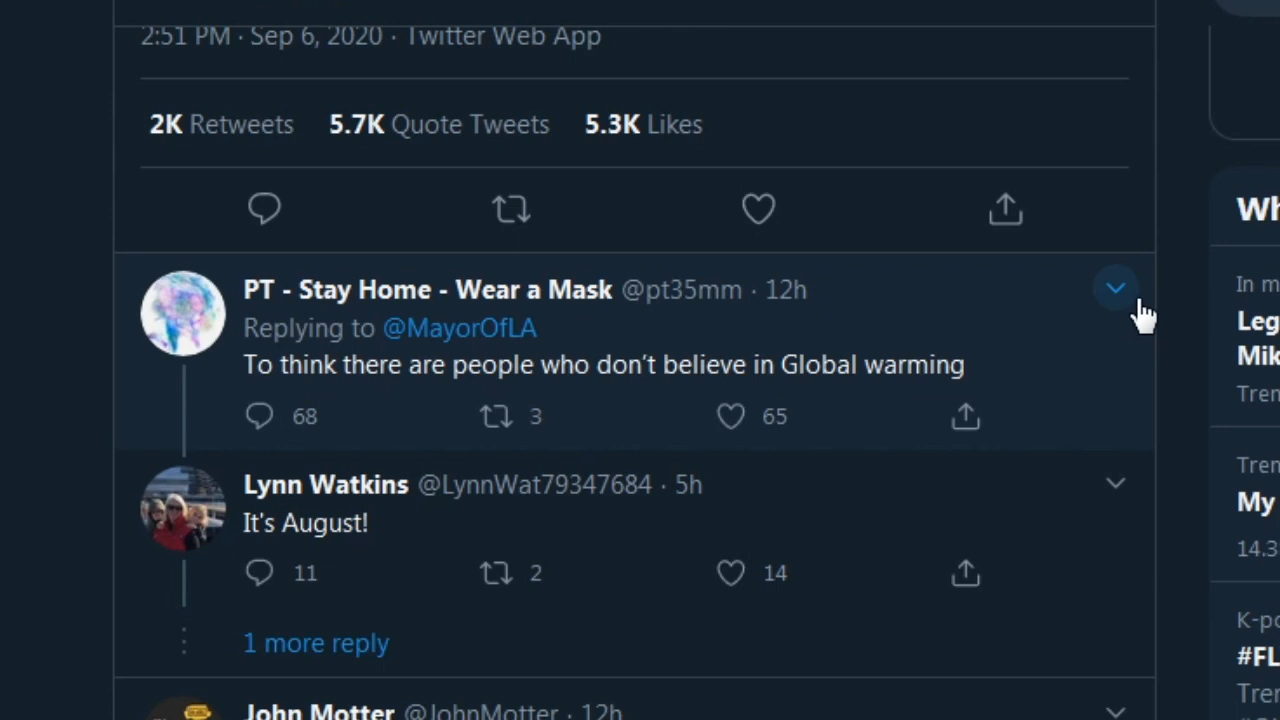 2:51 PM · Sep 6, 2020 · Twitter Web App
2K Retweets 5.7K Quote Tweets 5.3K Likes
PT - Stay Home - Wear a Mask @pt35mm · 12h
Replying to @MayorOfLA
To think there are people who don't believe in Global warming
68 3 65
Lynn Watkins @LynnWat79347684 · 5h
It's August!
11 2 14
1 more reply
John Motter @JohnMotter · 12h
Wh
In m
Leg
Mik
Tren
Tren
My
14.3
K-po
#FL
Tren